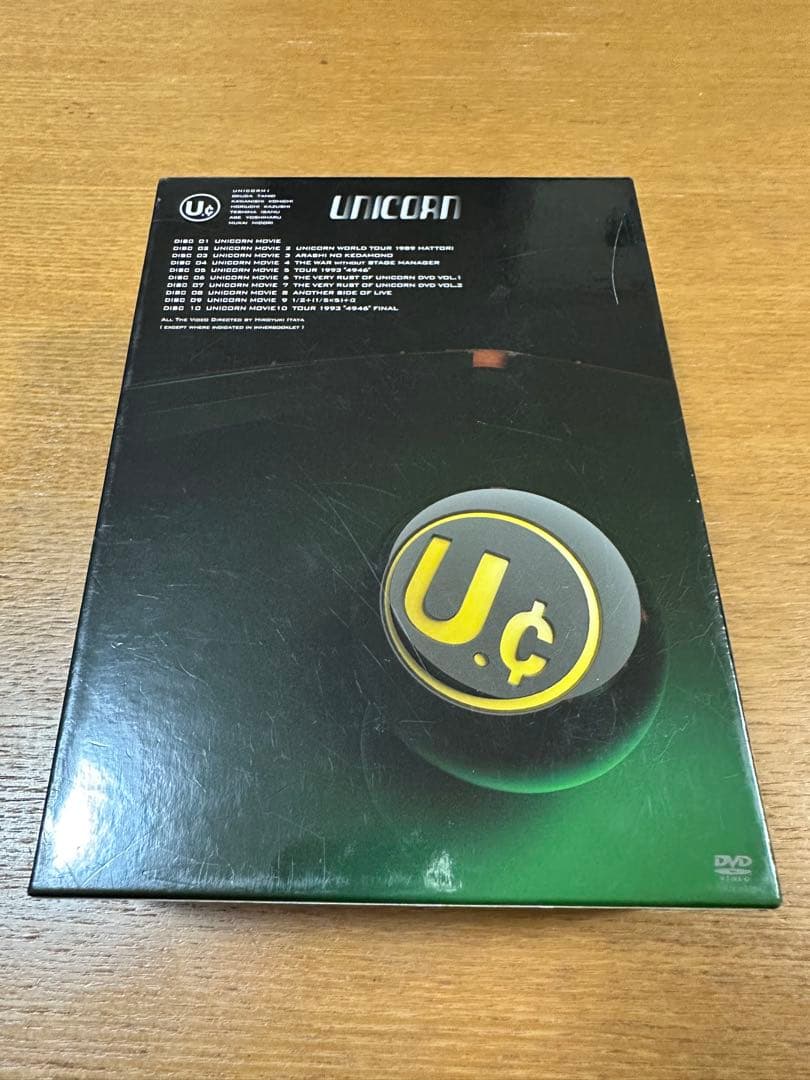 U.¢
UNICORN
UNICORN !
OKUDA TAMIO
KAWANISHI KOHICHI
HORIUCHI KAZUSHI
TESHIMA ISAMU
ABE YOSHIHARU
MUKAI MIDORI
DISC 01 UNICORN MOVIE
DISC 02 UNICORN MOVIE 2 UNICORN WORLD TOUR 1989 HATTORI
DISC 03 UNICORN MOVIE 3 ARASHI NO KEDAMONO
DISC 04 UNICORN MOVIE 4 THE WAR WITHOUT STAGE MANAGER
DISC 05 UNICORN MOVIE 5 TOUR 1993 "4946"
DISC 06 UNICORN MOVIE 6 THE VERY RUST OF UNICORN DVD VOL.1
DISC 07 UNICORN MOVIE 7 THE VERY RUST OF UNICORN DVD VOL.2
DISC 08 UNICORN MOVIE 8 ANOTHER SIDE OF LIVE
DISC 09 UNICORN MOVIE 9
DISC 10 UNICORN MOVIE10 TOUR 1993 "4946" FINAL
ALL THE VIDEO DIRECTED BY HIROYUKI ITAYA
( EXCEPT WHERE INDICATED IN INNERBOOKLET )
U.¢
DVD
VIDEO